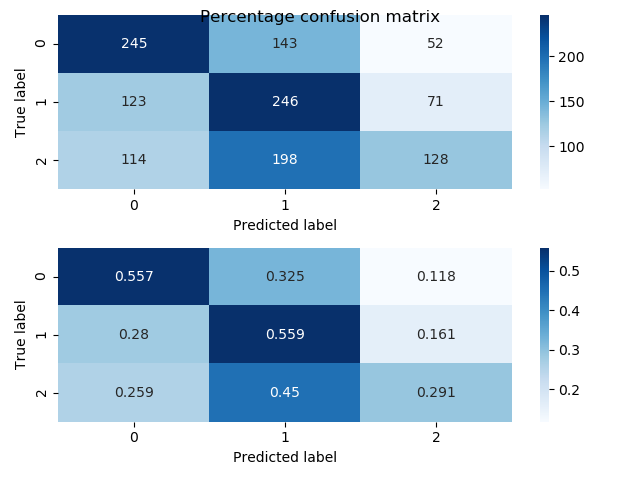 Percentage confusion matrix
True label
0 245 143 52
1 123 246 71
2 114 198 128
0 1 2
Predicted label
200
150
100
True label
0 0.557 0.325 0.118
1 0.28 0.559 0.161
2 0.259 0.45 0.291
0 1 2
Predicted label
0.5
0.4
0.3
0.2